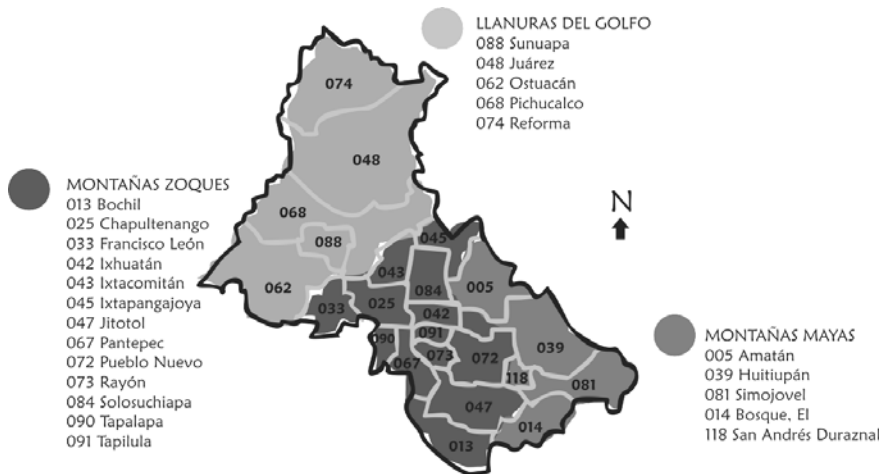 LLANURAS DEL GOLFO
088 Sunuapa
048 Juárez
062 Ostuacán
068 Pichucalco
074 Reforma
MONTAÑAS ZOQUES
013 Bochil
025 Chapultenango
033 Francisco León
042 Ixhuatán
043 Ixtacomitán
045 Ixtapangajoya
047 Jitotol
067 Pantepec
072 Pueblo Nuevo
073 Rayón
084 Solosuchiapa
090 Tapalapa
091 Tapilula
N
MONTAÑAS MAYAS
005 Amatán
039 Huitiupán
081 Simojovel
014 Bosque, El
118 San Andrés Duraznal
074
048
068
088
045
043
062
005
084
033
025
042
091
090
039
073
072
067
118
081
047
014
013